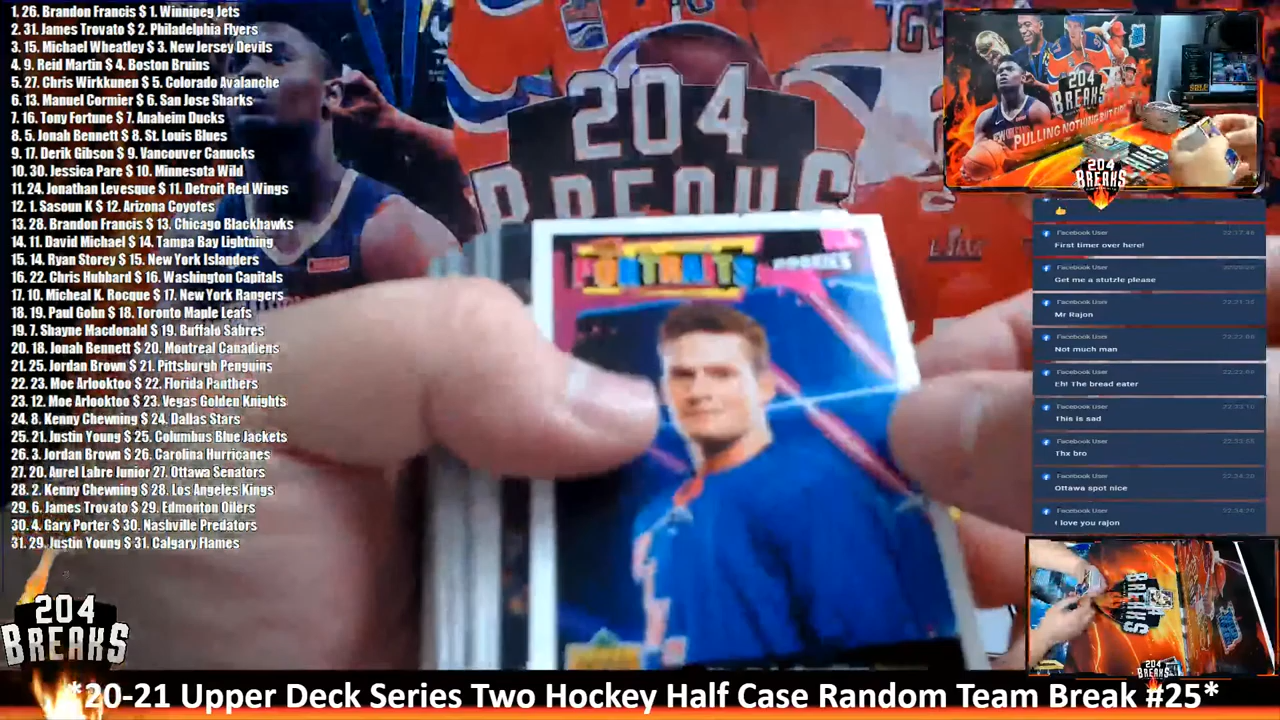 1. 26. Brandon Francis $ 1. Winnipeg Jets
2. 31. James Trovato $ 2. Philadelphia Flyers
3. 15. Michael Wheatley $ 3. New Jersey Devils
4. 9. Reid Martin $ 4. Boston Bruins
5. 27. Chris Wirkkunen $ 5. Colorado Avalanche
6. 13. Manuel Cormier $ 6. San Jose Sharks
7. 16. Tony Fortune $ 7. Anaheim Ducks
8. 5. Jonah Bennett $ 8. St. Louis Blues
9. 17. Derik Gibson $ 9. Vancouver Canucks
10. 30. Jessica Pare $ 10. Minnesota Wild
11. 24. Jonathan Levesque $ 11. Detroit Red Wings
12. 1. Sasoun K $ 12. Arizona Coyotes
13. 28. Brandon Francis $ 13. Chicago Blackhawks
14. 11. David Michael $ 14. Tampa Bay Lightning
15. 14. Ryan Storey $ 15. New York Islanders
16. 22. Chris Hubbard $ 16. Washington Capitals
17. 10. Micheal K. Rocque $ 17. New York Rangers
18. 19. Paul Gohn $ 18. Toronto Maple Leafs
19. 7. Shayne Macdonald $ 19. Buffalo Sabres
20. 18. Jonah Bennett $ 20. Montreal Canadiens
21. 25. Jordan Brown $ 21. Pittsburgh Penguins
22. 23. Moe Arlooktoo $ 22. Florida Panthers
23. 12. Moe Arlooktoo $ 23. Vegas Golden Knights
24. 8. Kenny Chewning $ 24. Dallas Stars
25. 21. Justin Young $ 25. Columbus Blue Jackets
26. 3. Jordan Brown $ 26. Carolina Hurricanes
27. 20. Aurel Labre Junior $ 27. Ottawa Senators
28. 2. Kenny Chewning $ 28. Los Angeles Kings
29. 6. James Trovato $ 29. Edmonton Oilers
30. 4. Gary Porter $ 30. Nashville Predators
31. 29. Justin Young $ 31. Calgary Flames
204
BREAKS
204
BREAKS
PORTRAITS
ROOKIES
204
BREAKS
PULLING NOTHING BUT FIRE
204
BREAKS
Facebook User
First timer over here!
Facebook User
Get me a stutzle please
Facebook User
Mr Rajon
Facebook User
Not much man
Facebook User
Eh! The bread eater
Facebook User
This is sad
Facebook User
Thx bro
Facebook User
Ottawa spot nice
Facebook User
I love you rajon
BREAKS
204
BREAKS
*20-21 Upper Deck Series Two Hockey Half Case Random Team Break #25*